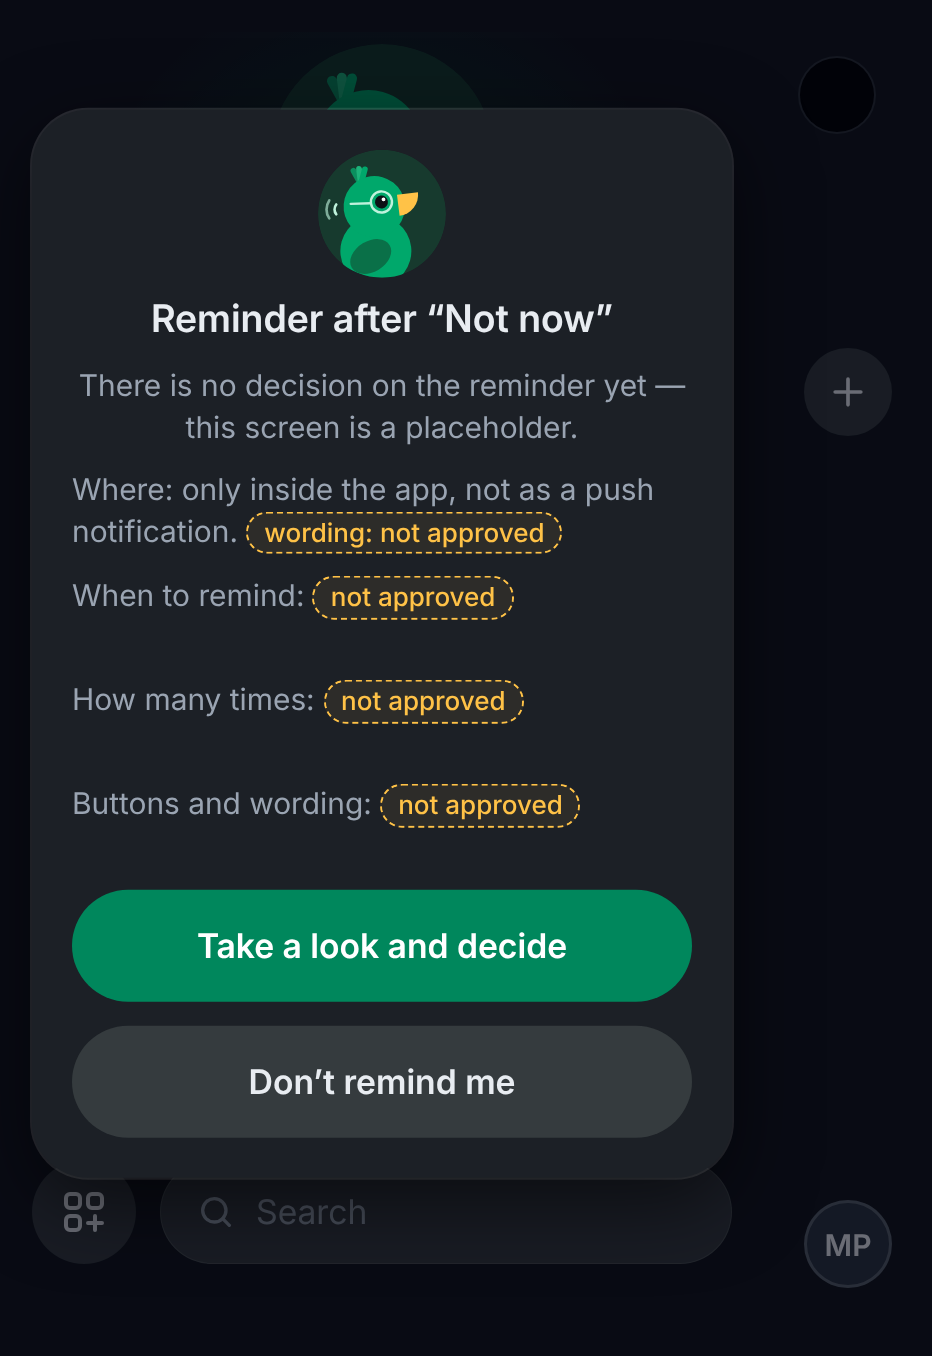 Reminder after “Not now”
There is no decision on the reminder yet —
this screen is a placeholder.
Where: only inside the app, not as a push
notification. wording: not approved
When to remind: not approved
How many times: not approved
Buttons and wording: not approved
Take a look and decide
Don’t remind me
Search
MP